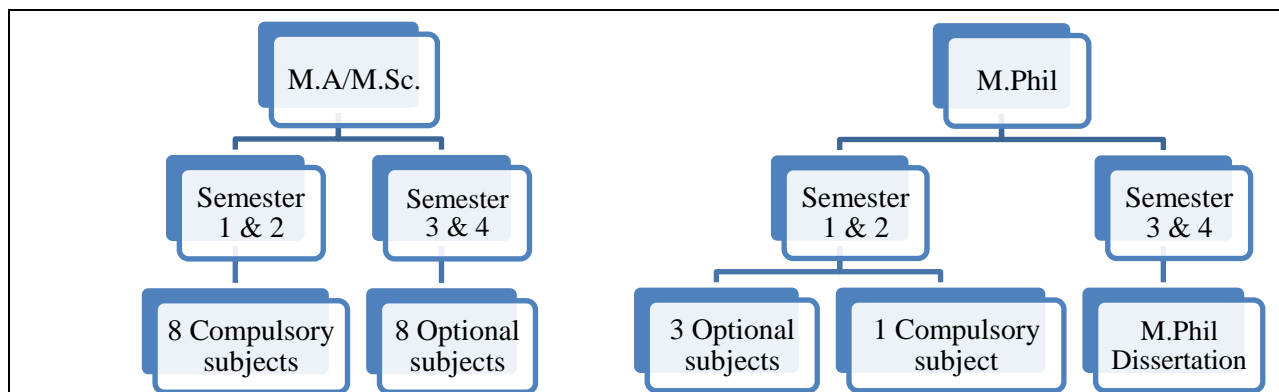 M.A/M.Sc.
M.Phil
Semester
1 & 2
Semester
3 & 4
Semester
1 & 2
Semester
3 & 4
8 Compulsory
subjects
8 Optional
subjects
3 Optional
subjects
1 Compulsory
subject
M.Phil
Dissertation